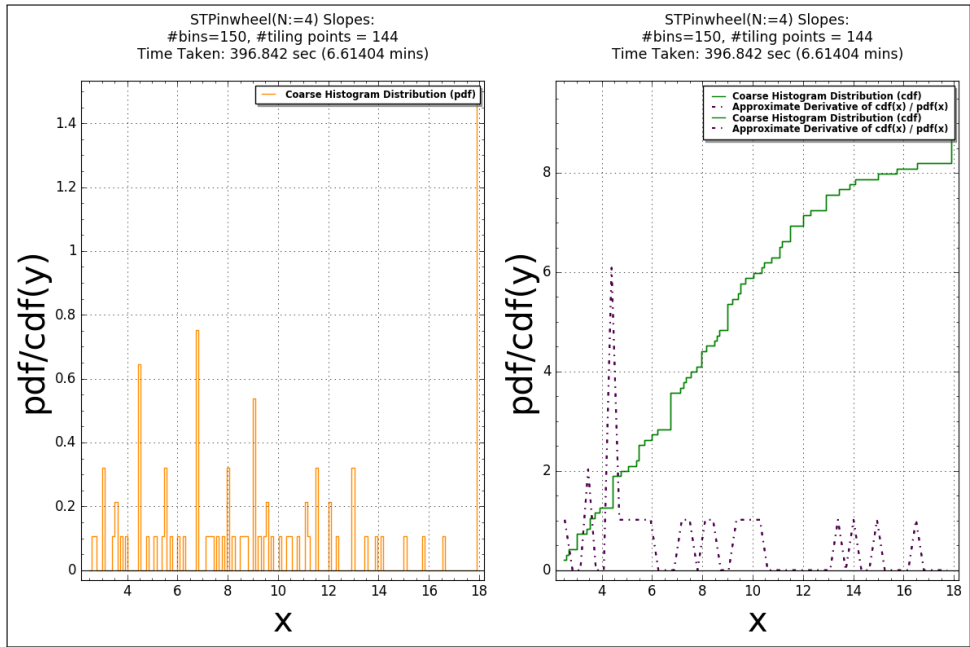 STPinwheel(N:=4) Slopes:
#bins=150, #tiling points = 144
Time Taken: 396.842 sec (6.61404 mins)
Coarse Histogram Distribution (pdf)
pdf/cdf(y)
1.4
1.2
1
0.8
0.6
0.4
0.2
0
4
6
8
10
12
14
16
18
x
STPinwheel(N:=4) Slopes:
#bins=150, #tiling points = 144
Time Taken: 396.842 sec (6.61404 mins)
Coarse Histogram Distribution (cdf)
Approximate Derivative of cdf(x) / pdf(x)
Coarse Histogram Distribution (cdf)
Approximate Derivative of cdf(x) / pdf(x)
pdf/cdf(y)
8
6
4
2
0
4
6
8
10
12
14
16
18
x